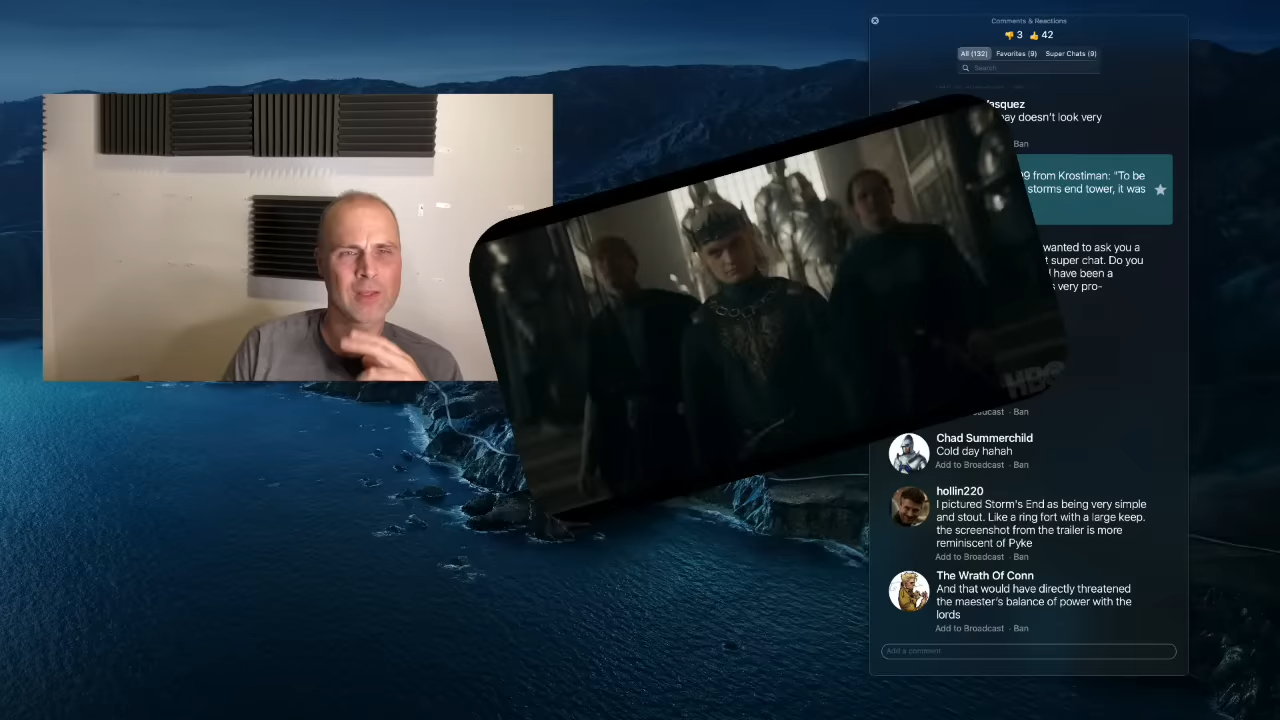 Comments & Reactions
3 42
All (132) Favorites (9) Super Chats (9)
Search
asquez
bay doesn't look very
Ban
9 from Krostiman: "To be
storms end tower, it was
wanted to ask you a
t super chat. Do you
have been a
s very pro-
HBO
Ban
Chad Summerchild
Cold day hahah
Add to Broadcast · Ban
hollin220
I pictured Storm's End as being very simple
and stout. Like a ring fort with a large keep.
the screenshot from the trailer is more
reminiscent of Pyke
Add to Broadcast · Ban
The Wrath Of Conn
And that would have directly threatened
the maester's balance of power with the
lords
Add to Broadcast · Ban
Add a comment